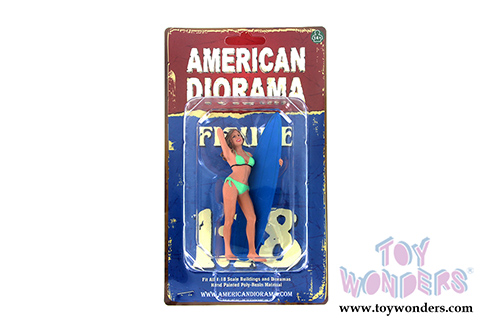 AMERICAN
DIORAMA
FIGURE
1:18
Fit All 1:18 Scale Buildings and Dioramas
Hand Painted Poly-Resin Material
WWW.AMERICANDIORAMA.COM
TOY
WONDERS
www.toywonders.com